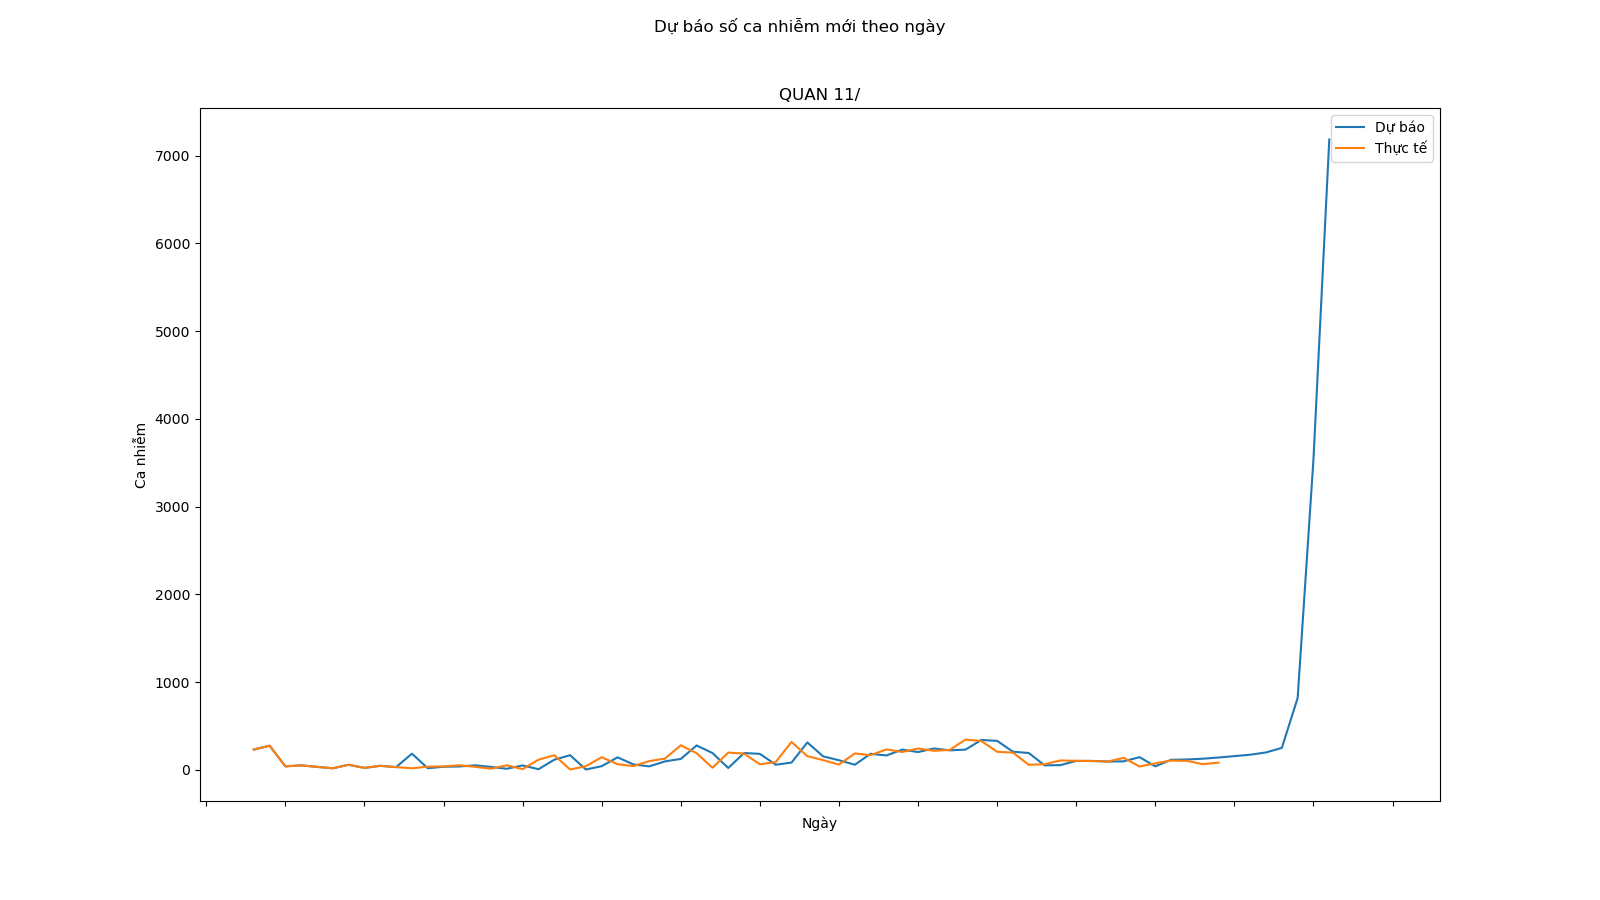 Dự báo số ca nhiễm mới theo ngày
QUAN 11/
Dự báo
Thực tế
7000
6000
5000
4000
3000
2000
1000
0
Ca nhiễm
Ngày